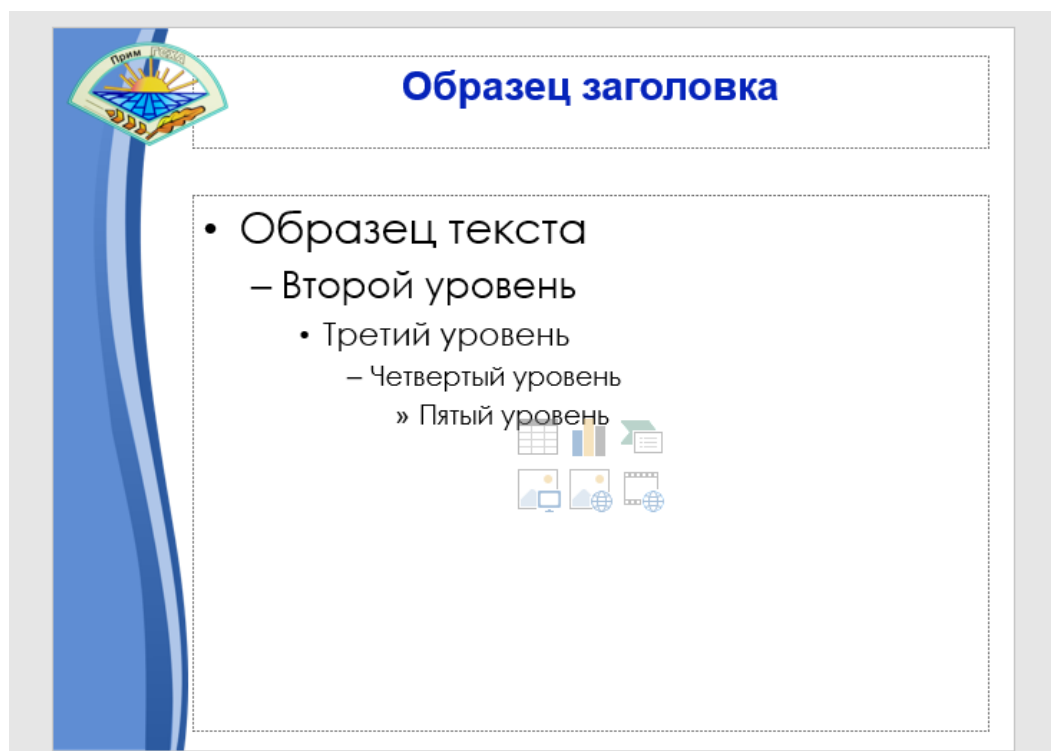 Прим
Образец заголовка
• Образец текста
– Второй уровень
• Третий уровень
– Четвертый уровень
» Пятый уровень